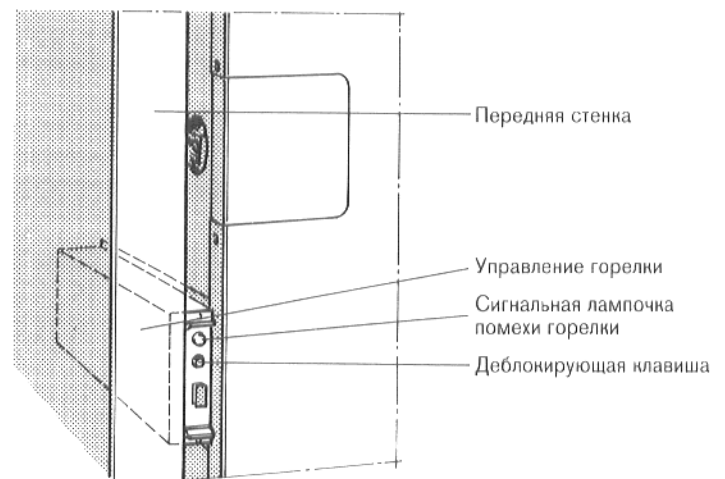 Передняя стенка
Управление горелки
Сигнальная лампочка
помехи горелки
Деблокирующая клавиша